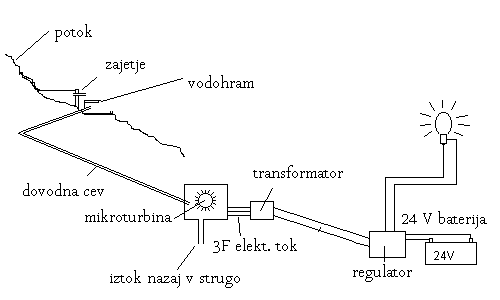 potok
zajetje
vodohram
dovodna cev
mikroturbina
transformator
3F elekt. tok
iztok nazaj v strugo
24 V baterija
24V
regulator